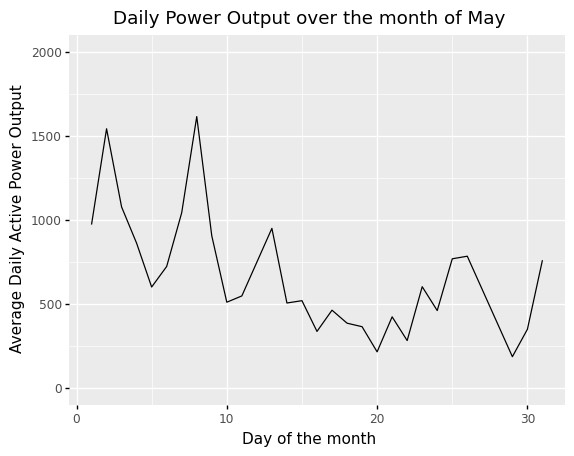 Daily Power Output over the month of May
Average Daily Active Power Output
2000
1500
1000
500
0
0 10 20 30
Day of the month